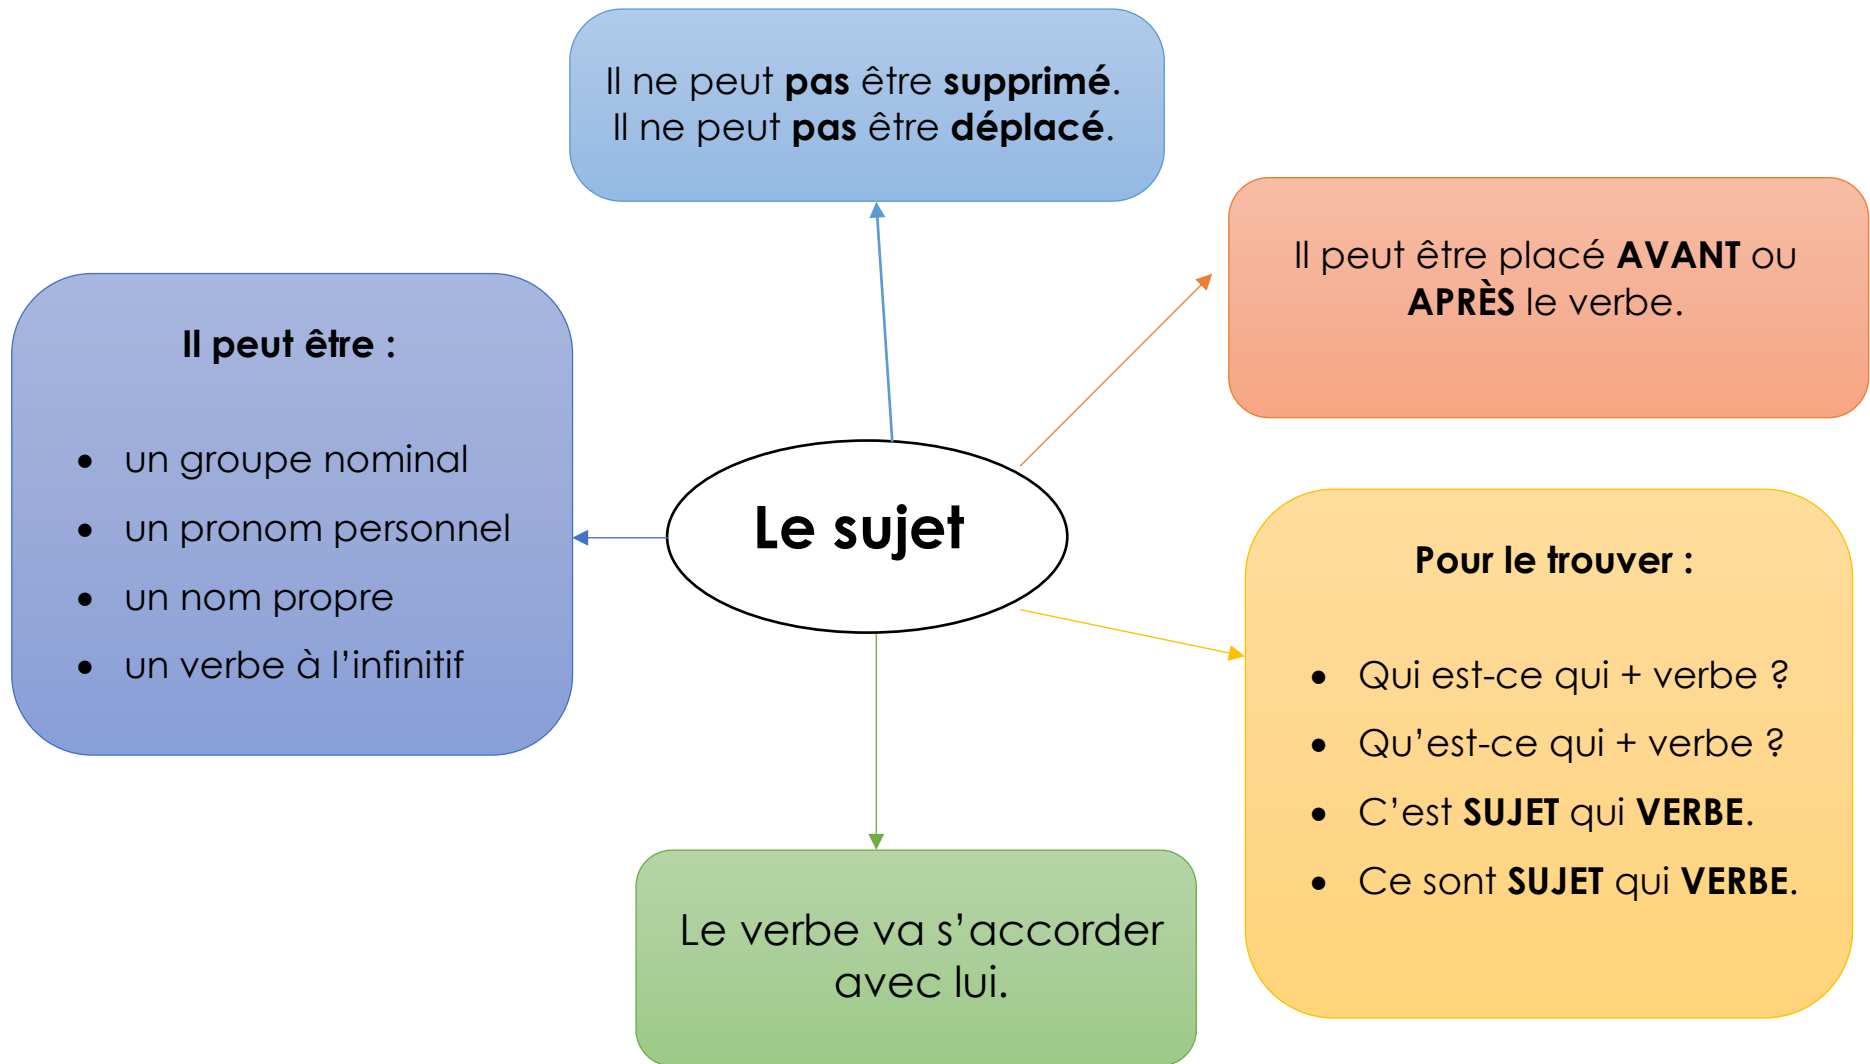 Il ne peut pas être supprimé.
Il ne peut pas être déplacé.
Il peut être placé AVANT ou
APRÈS le verbe.
Il peut être :
• un groupe nominal
• un pronom personnel
• un nom propre
• un verbe à l’infinitif
Le sujet
Pour le trouver :
• Qui est-ce qui + verbe ?
• Qu’est-ce qui + verbe ?
• C’est SUJET qui VERBE.
• Ce sont SUJET qui VERBE.
Le verbe va s’accorder
avec lui.